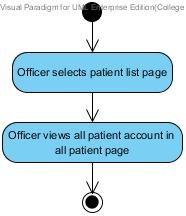 Visual Paradigm for UML Enterprise Edition(College
Officer selects patient list page
Officer views all patient account in
all patient page